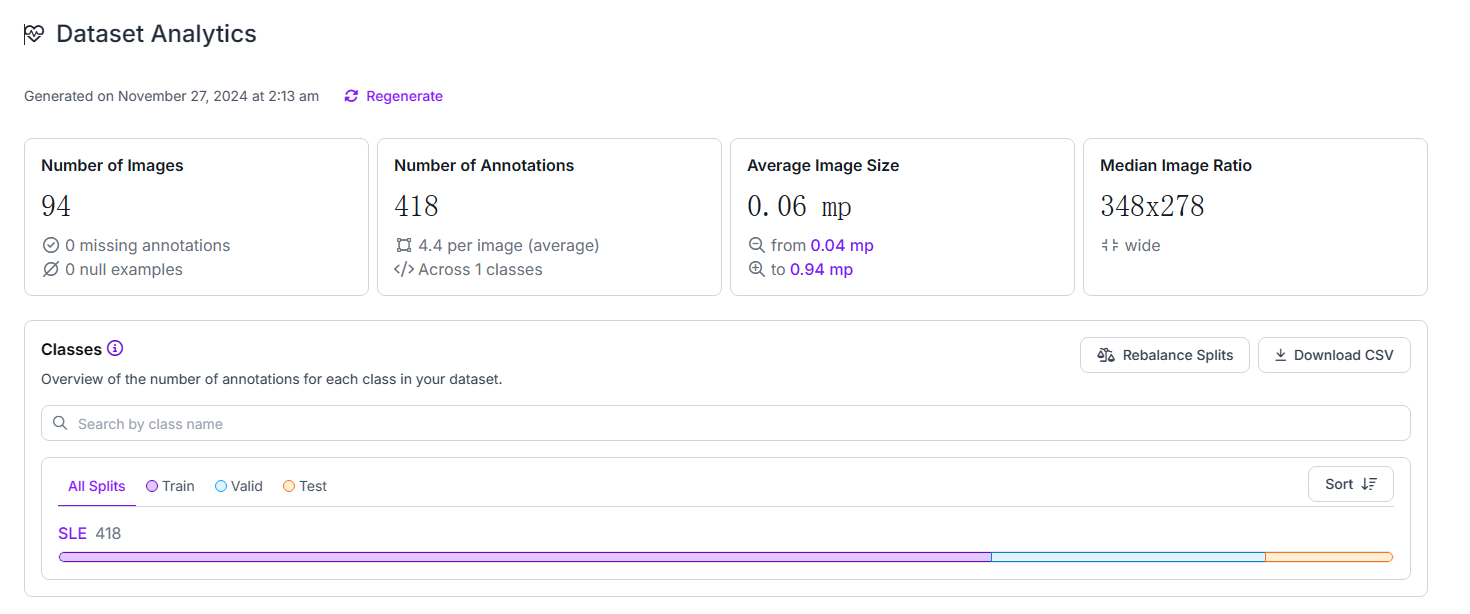 Dataset Analytics
Generated on November 27, 2024 at 2:13 am
Regenerate
Number of Images
94
0 missing annotations
0 null examples
Number of Annotations
418
4.4 per image (average)
Across 1 classes
Average Image Size
0.06 mp
from 0.04 mp
to 0.94 mp
Median Image Ratio
348x278
wide
Classes
Overview of the number of annotations for each class in your dataset.
Rebalance Splits
Download CSV
Search by class name
All Splits
Train
Valid
Test
Sort
SLE 418